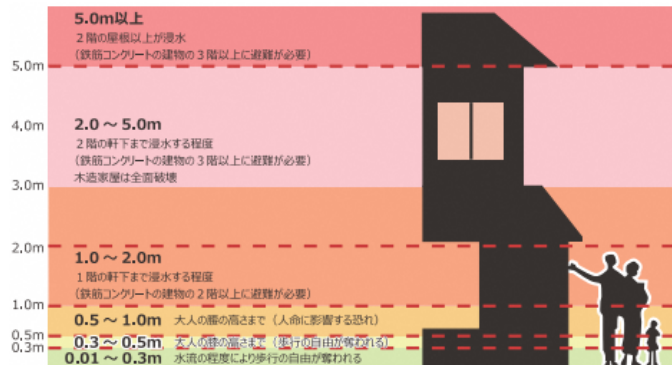 5.0m以上
2階の屋根以上が浸水
(鉄筋コンクリートの建物の3階以上に避難が必要)
5.0m
2.0 ～ 5.0m
4.0m
2階の軒下まで浸水する程度
(鉄筋コンクリートの建物の3階以上に避難が必要)
木造家屋は全面破壊
3.0m
2.0m
1.0 ～ 2.0m
1階の軒下まで浸水する程度
(鉄筋コンクリートの建物の2階以上に避難が必要)
1.0m
0.5 ～ 1.0m 大人の腰の高さまで(人命に影響する恐れ)
0.5m
0.3 ～ 0.5m 大人の膝の高さまで(歩行の自由が奪われる)
0.3m
0.01 ～ 0.3m 水流の程度により歩行の自由が奪われる